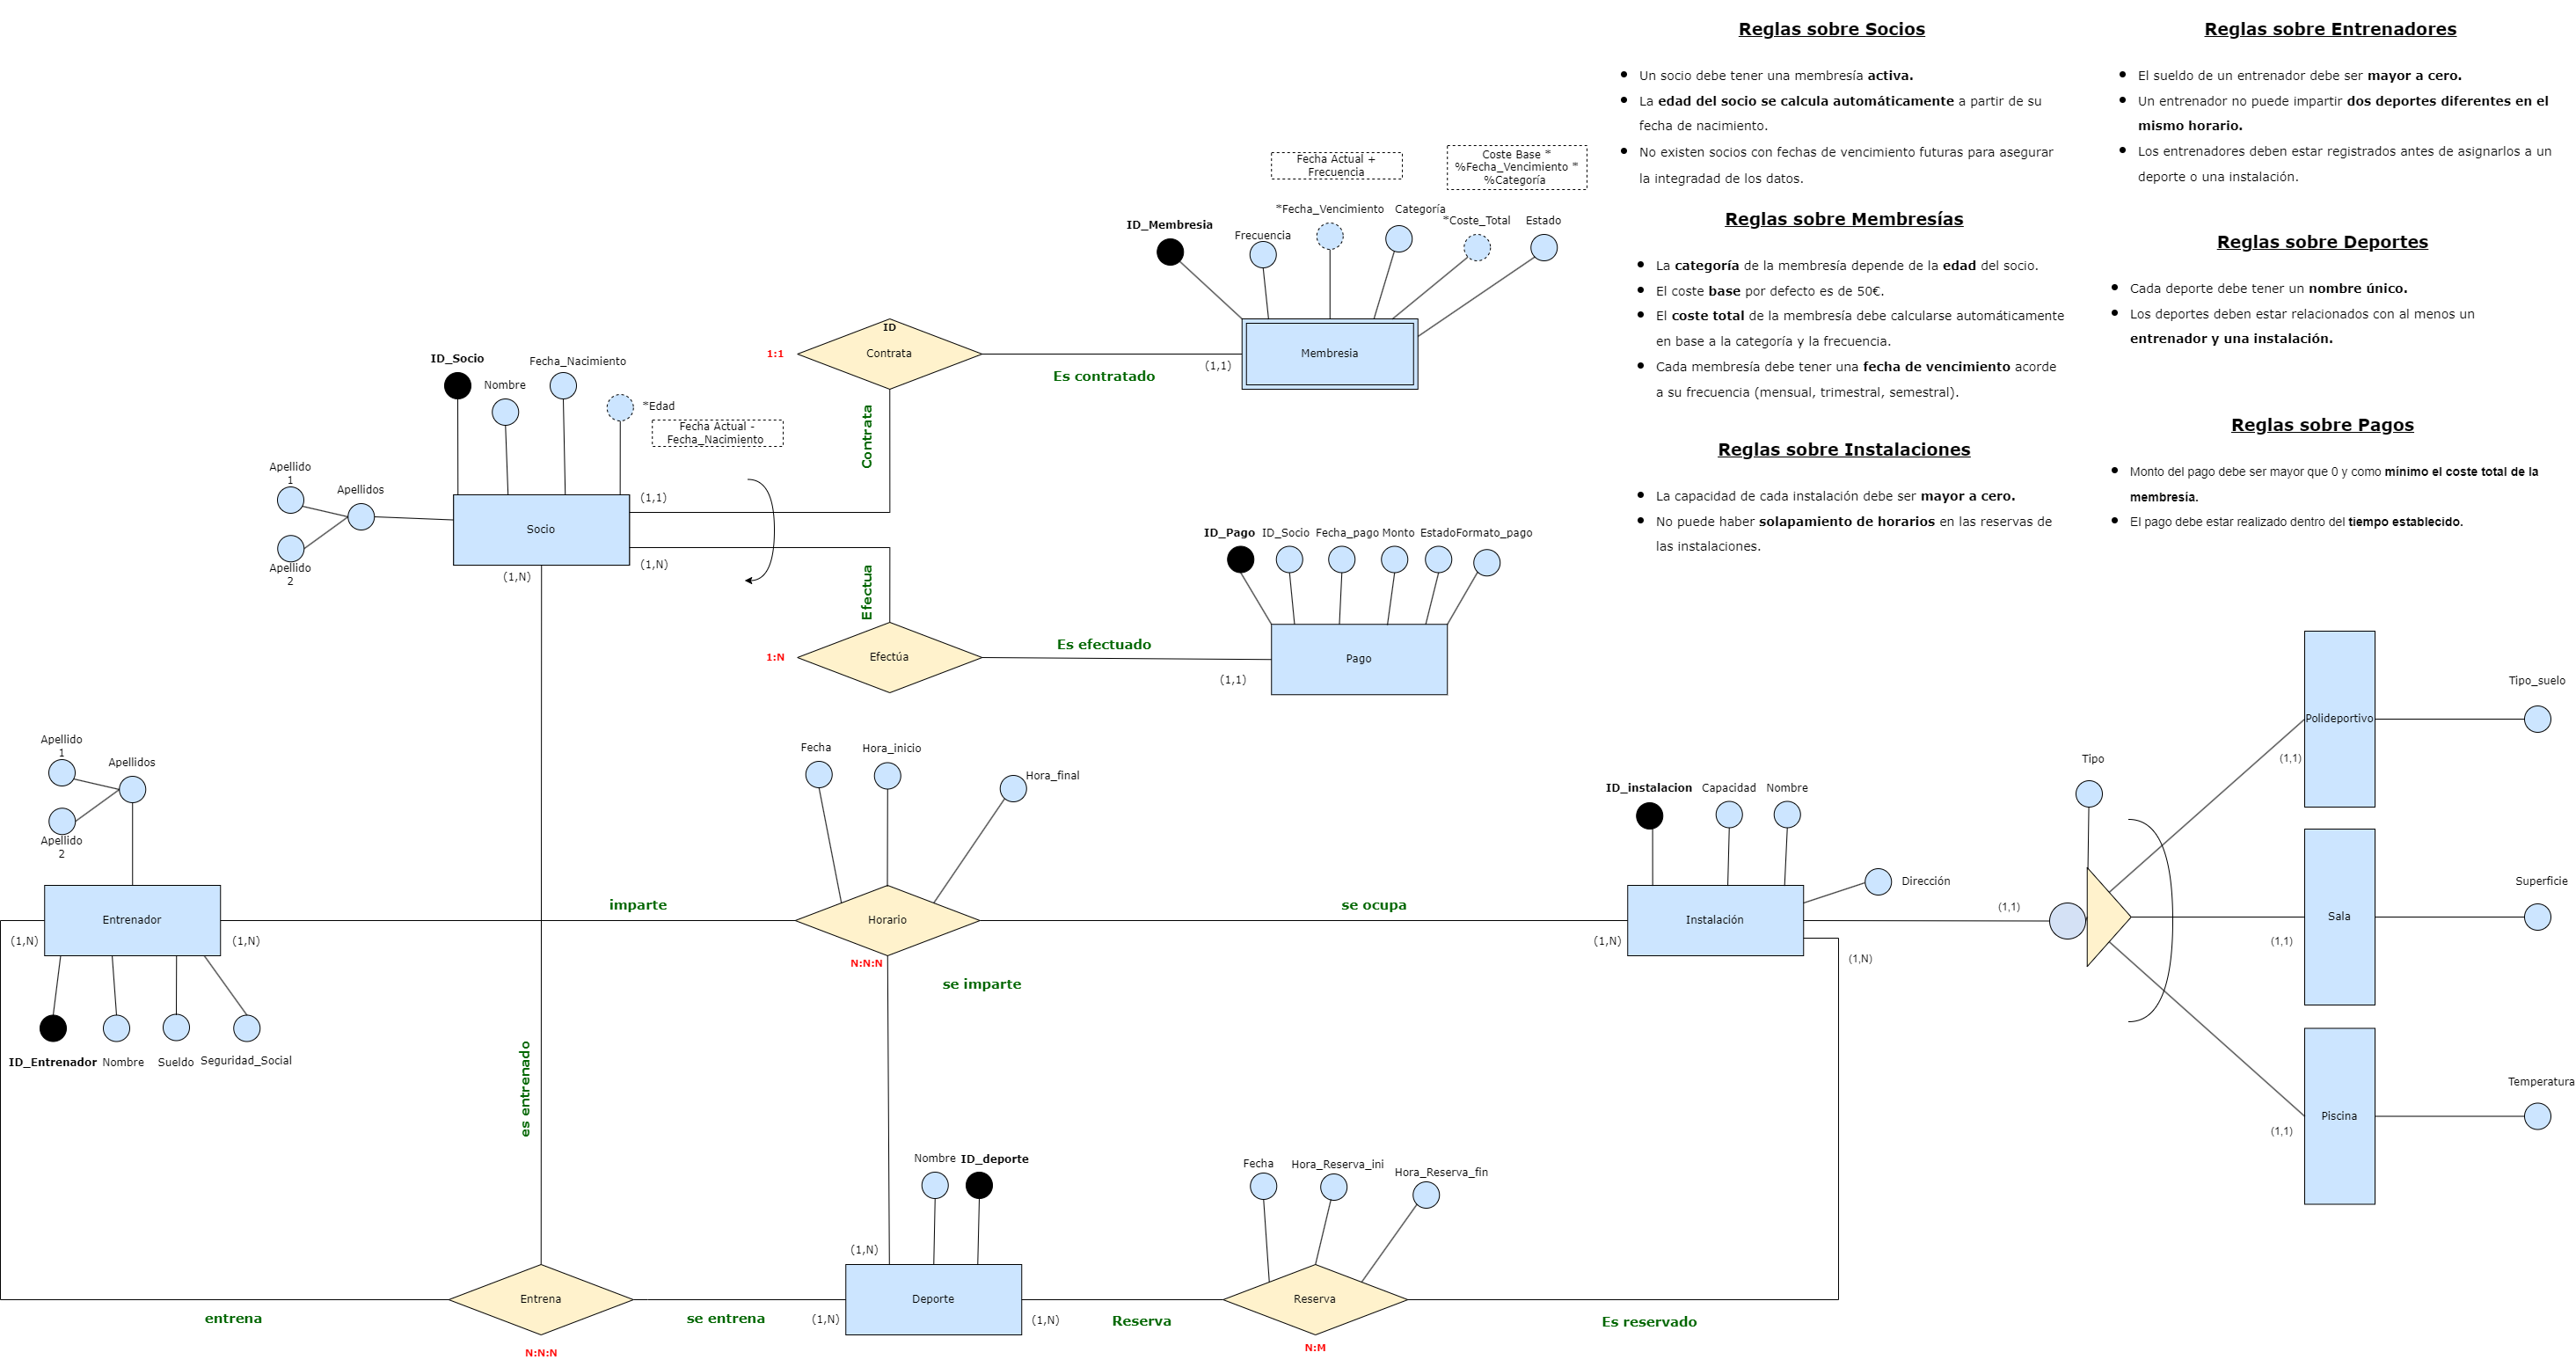 Reglas sobre Socios
Un socio debe tener una membresía activa.
La edad del socio se calcula automáticamente a partir de su
fecha de nacimiento.
No existen socios con fechas de vencimiento futuras para asegurar
la integradad de los datos.
Reglas sobre Entrenadores
El sueldo de un entrenador debe ser mayor a cero.
Un entrenador no puede impartir dos deportes diferentes en el
mismo horario.
Los entrenadores deben estar registrados antes de asignarlos a un
deporte o una instalación.
Reglas sobre Membresías
La categoría de la membresía depende de la edad del socio.
El coste base por defecto es de 50€.
El coste total de la membresía debe calcularse automáticamente
en base a la categoría y la frecuencia.
Cada membresía debe tener una fecha de vencimiento acorde
a su frecuencia (mensual, trimestral, semestral).
Reglas sobre Deportes
Cada deporte debe tener un nombre único.
Los deportes deben estar relacionados con al menos un
entrenador y una instalación.
Reglas sobre Instalaciones
La capacidad de cada instalación debe ser mayor a cero.
No puede haber solapamiento de horarios en las reservas de
las instalaciones.
Reglas sobre Pagos
Monto del pago debe ser mayor que 0 y como mínimo el coste total de la
membresía.
El pago debe estar realizado dentro del tiempo establecido.
Fecha Actual +
Frecuencia
Coste Base *
%Fecha_Vencimiento *
%Categoría
ID_Membresia
Frecuencia
*Fecha_Vencimiento
Categoría
*Coste_Total
Estado
Membresia
(1,1)
Es contratado
ID
Contrata
1:1
Contrata
ID_Socio
Nombre
Fecha_Nacimiento
*Edad
Fecha Actual -
Fecha_Nacimiento
Apellido
1
Apellidos
Apellido
2
Socio
(1,1)
(1,N)
(1,N)
Efectua
Efectúa
1:N
Es efectuado
(1,1)
ID_Pago
ID_Socio
Fecha_pago
Monto
Estado
Formato_pago
Pago
Apellido
1
Apellidos
Apellido
2
Entrenador
(1,N)
(1,N)
ID_Entrenador
Nombre
Sueldo
Seguridad_Social
imparte
Fecha
Hora_inicio
Hora_final
Horario
N:N:N
se imparte
se ocupa
ID_instalacion
Capacidad
Nombre
Dirección
Instalación
(1,N)
(1,N)
(1,1)
Tipo
Polideportivo
(1,1)
Tipo_suelo
Sala
(1,1)
Superficie
Piscina
(1,1)
Temperatura
es entrenado
Nombre
ID_deporte
(1,N)
Deporte
(1,N)
(1,N)
entrena
Entrena
N:N:N
se entrena
Reserva
Fecha
Hora_Reserva_ini
Hora_Reserva_fin
Reserva
N:M
Es reservado